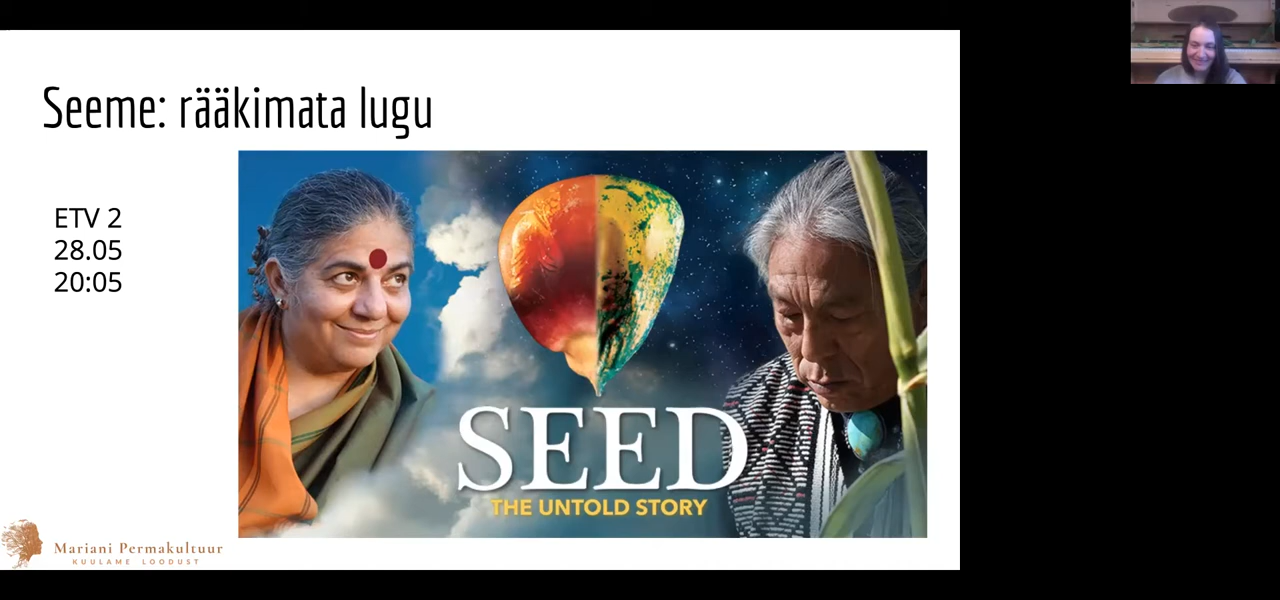 Seeme: rääkimata lugu
ETV 2
28.05
20:05
SEED
THE UNTOLD STORY
Mariani Permakultuur
KUULAME LOODUST